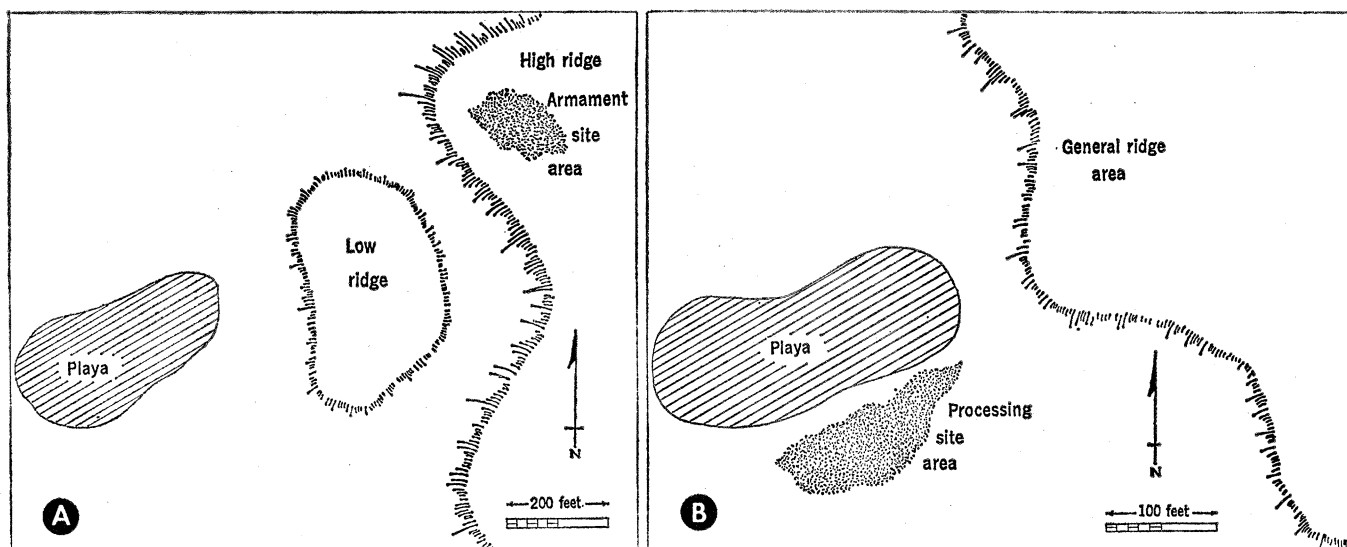 High ridge
Armament
site
area
Low
ridge
Playa
N
200 feet
A
General ridge
area
Playa
Processing
site
area
N
100 feet
B